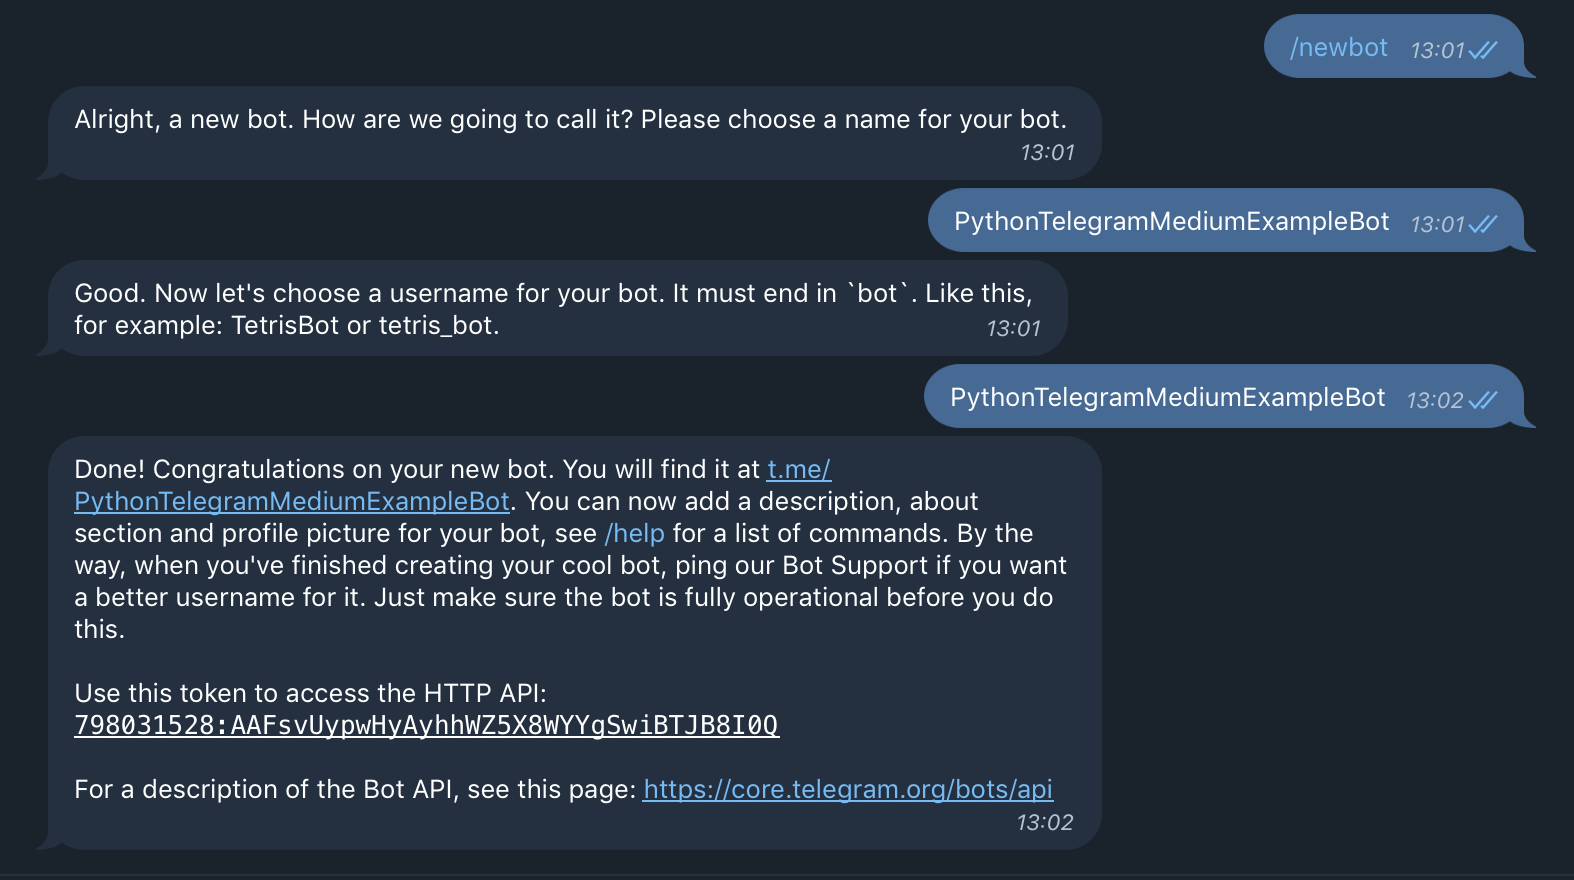 /newbot 13:01
Alright, a new bot. How are we going to call it? Please choose a name for your bot.
13:01
PythonTelegramMediumExampleBot 13:01
Good. Now let's choose a username for your bot. It must end in `bot`. Like this,
for example: TetrisBot or tetris_bot. 13:01
PythonTelegramMediumExampleBot 13:02
Done! Congratulations on your new bot. You will find it at t.me/
PythonTelegramMediumExampleBot. You can now add a description, about
section and profile picture for your bot, see /help for a list of commands. By the
way, when you've finished creating your cool bot, ping our Bot Support if you want
a better username for it. Just make sure the bot is fully operational before you do
this.
Use this token to access the HTTP API:
798031528:AAFsvUypwHyAyhhWZ5X8WYYgSwiBTJB8I0Q
For a description of the Bot API, see this page: https://core.telegram.org/bots/api
13:02